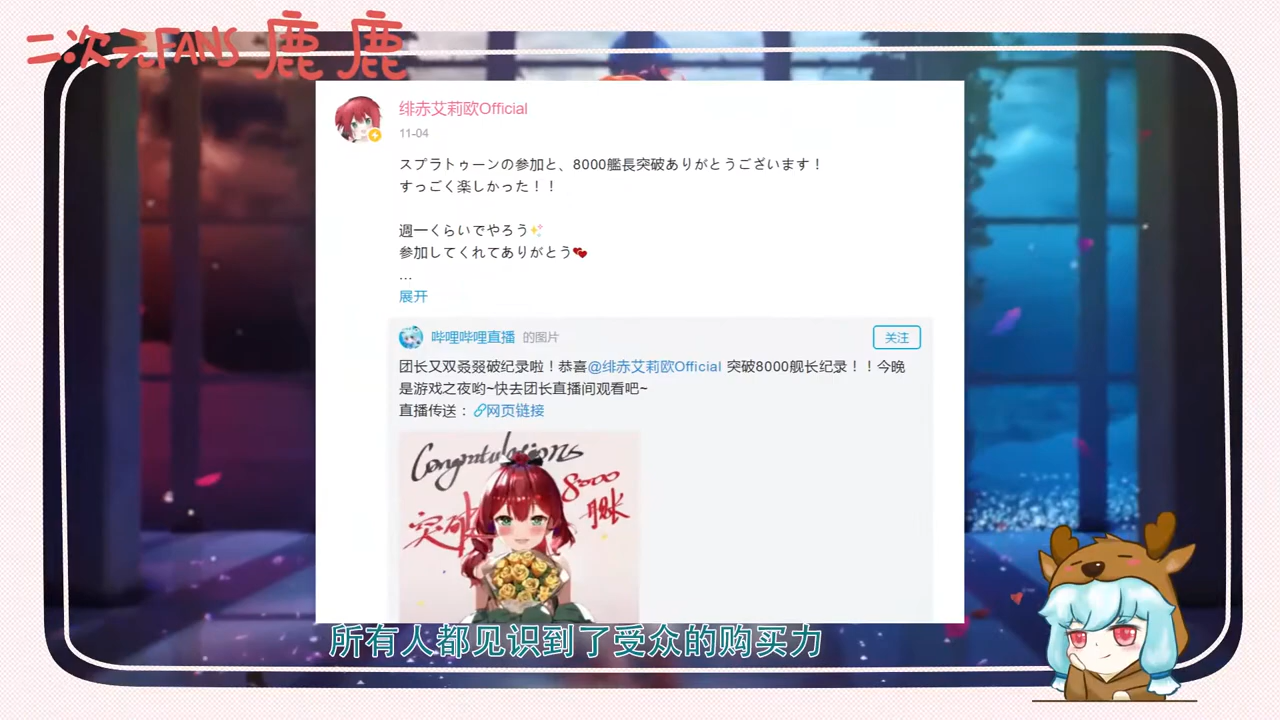 二次元FANS 鹿鹿
绯赤艾莉欧Official
11-04
スプラトゥーンの参加と、8000艦長突破ありがとうございます！
すっごく楽しかった！！
週一くらいでやろう✨
参加してくれてありがとう💕
...
展开
哔哩哔哩直播 的图片
关注
团长又双叒叕破纪录啦！恭喜@绯赤艾莉欧Official 突破8000舰长纪录！！今晚
是游戏之夜哟~快去团长直播间观看吧~
直播传送：🔗网页链接
Congratulations
8000
突破
所有人都见识到了受众的购买力